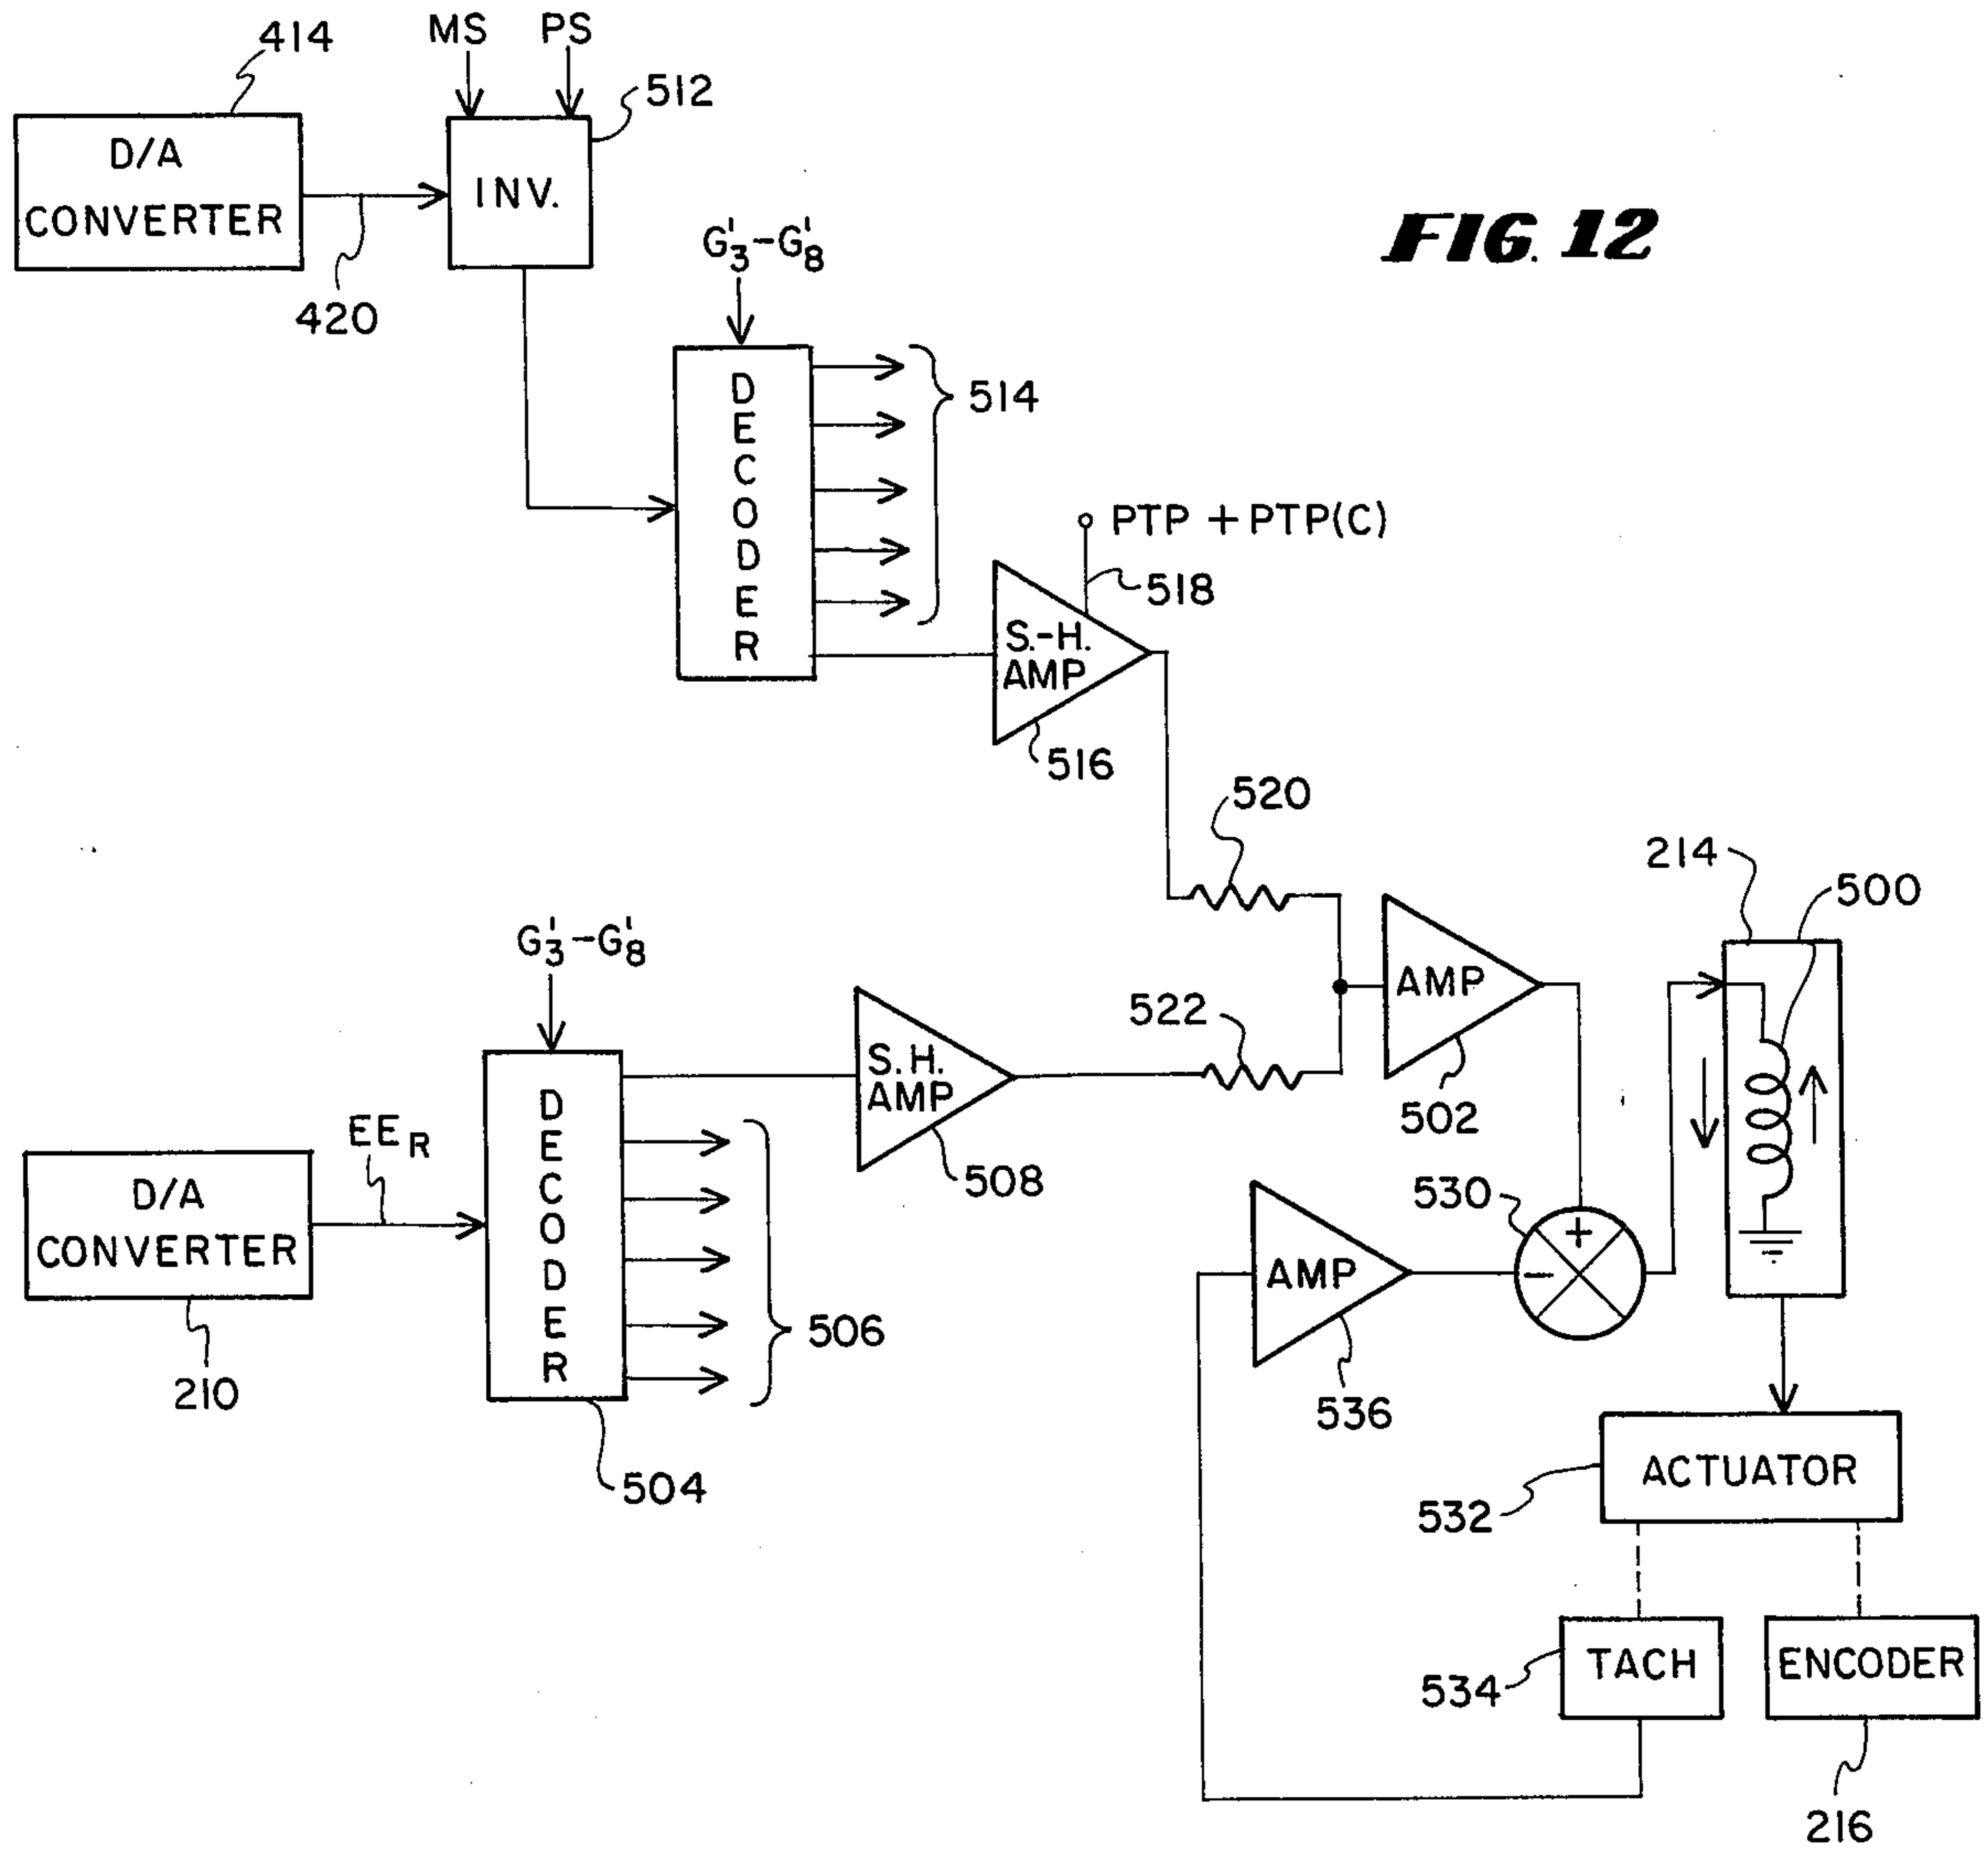 414
MS
PS
512
D/A
CONVERTER
INV.
420
FIG. 12
G'3-G'8
DECODER
514
PTP + PTP(C)
518
S.-H.
AMP
516
520
214
500
G'3-G'8
522
AMP
502
S.H.
AMP
508
DECODER
EER
D/A
CONVERTER
210
506
504
530
+
-
AMP
536
ACTUATOR
532
TACH
534
ENCODER
216